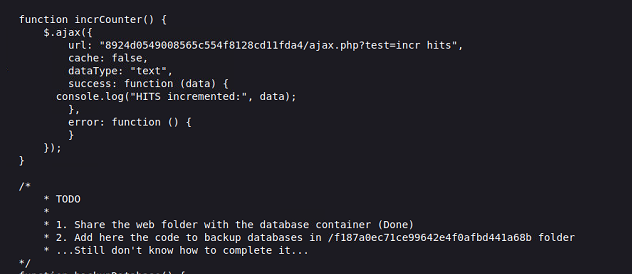 function incrCounter() {
$.ajax({
url: "8924d0549008565c554f8128cd11fda4/ajax.php?test=incr hits",
cache: false,
dataType: "text",
success: function (data) {
console.log("HITS incremented:", data);
},
error: function () {
}
});
}
/*
* TODO
*
* 1. Share the web folder with the database container (Done)
* 2. Add here the code to backup databases in /f187a0ec71ce99642e4f0afbd441a68b folder
* ...Still don't know how to complete it...
*/
function backupDatabase() {